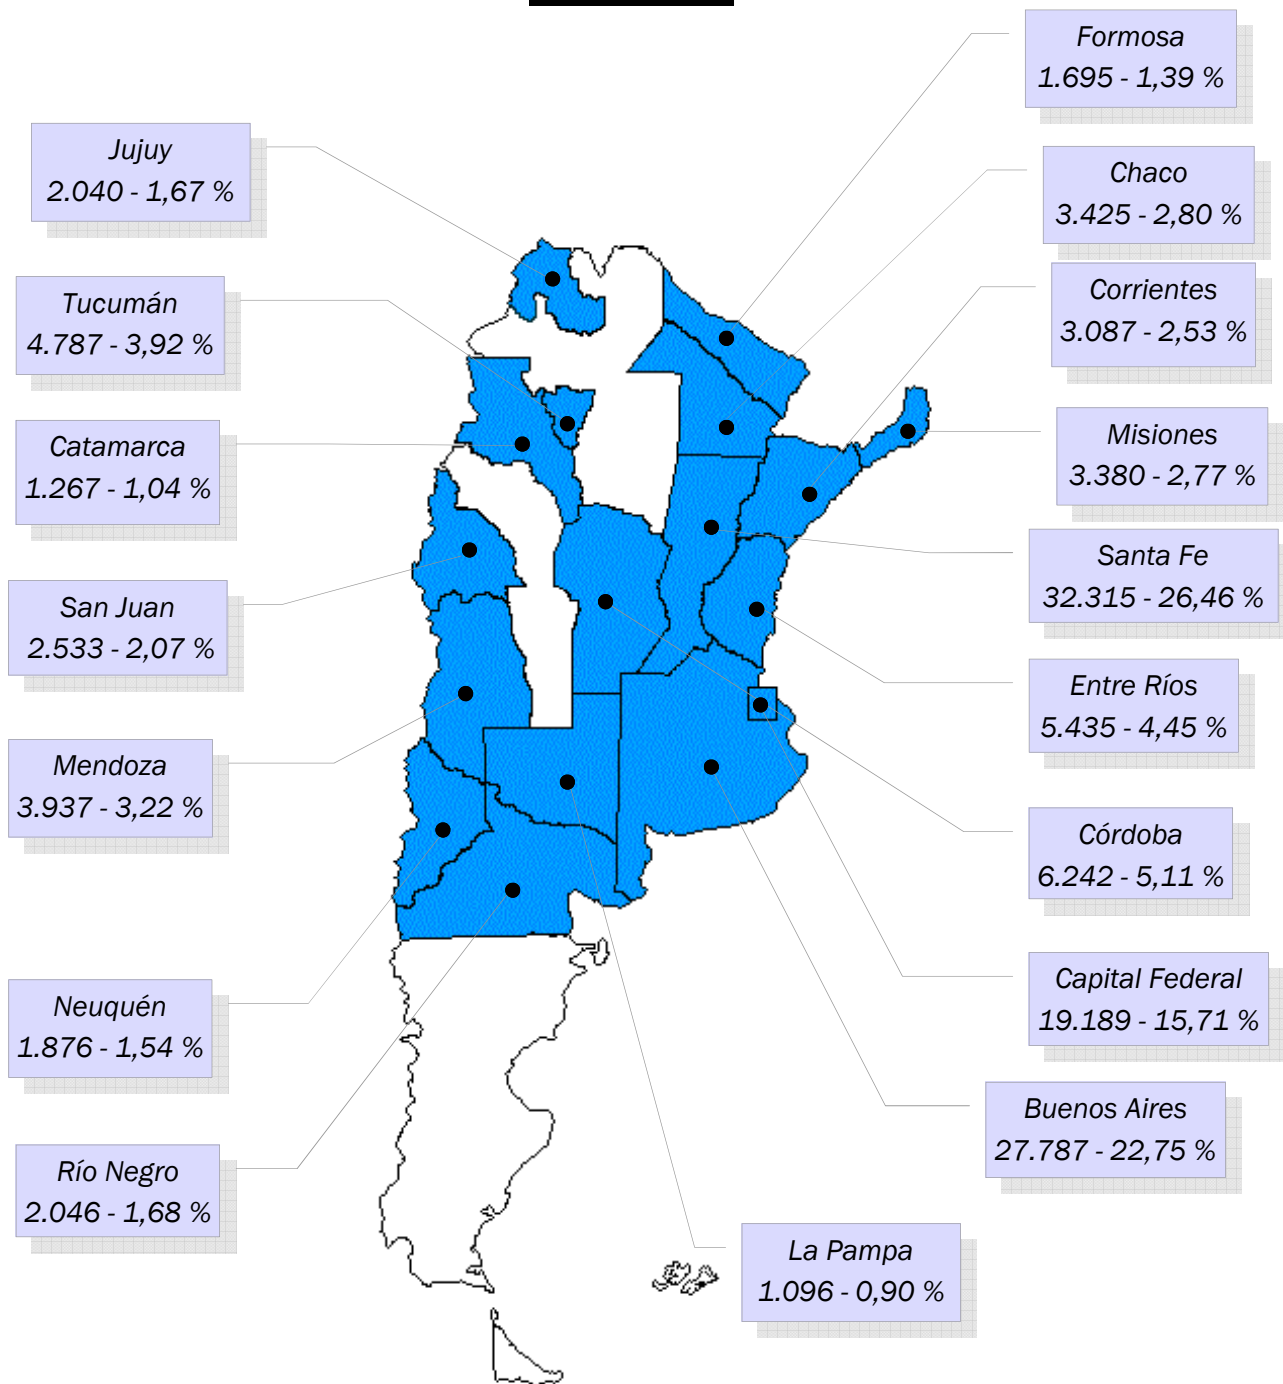 Formosa
1.695 - 1,39 %
Jujuy
2.040 - 1,67 %
Chaco
3.425 - 2,80 %
Tucumán
4.787 - 3,92 %
Corrientes
3.087 - 2,53 %
Catamarca
1.267 - 1,04 %
Misiones
3.380 - 2,77 %
Santa Fe
32.315 - 26,46 %
San Juan
2.533 - 2,07 %
Entre Ríos
5.435 - 4,45 %
Mendoza
3.937 - 3,22 %
Córdoba
6.242 - 5,11 %
Capital Federal
19.189 - 15,71 %
Neuquén
1.876 - 1,54 %
Buenos Aires
27.787 - 22,75 %
Río Negro
2.046 - 1,68 %
La Pampa
1.096 - 0,90 %